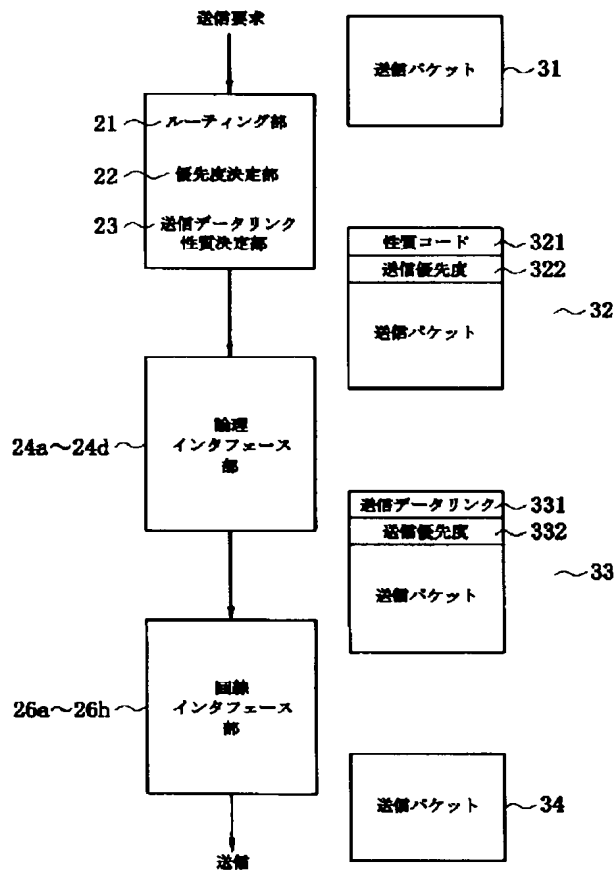 送信要求
送信パケット 31
21 ルーティング部
22 優先度決定部
23 送信データリンク
性質決定部
性質コード 321
送信優先度 322
送信パケット
32
24a～24d
論理
インタフェース
部
送信データリンク 331
送信優先度 332
送信パケット
33
26a～26h
回線
インタフェース
部
送信パケット 34
送信